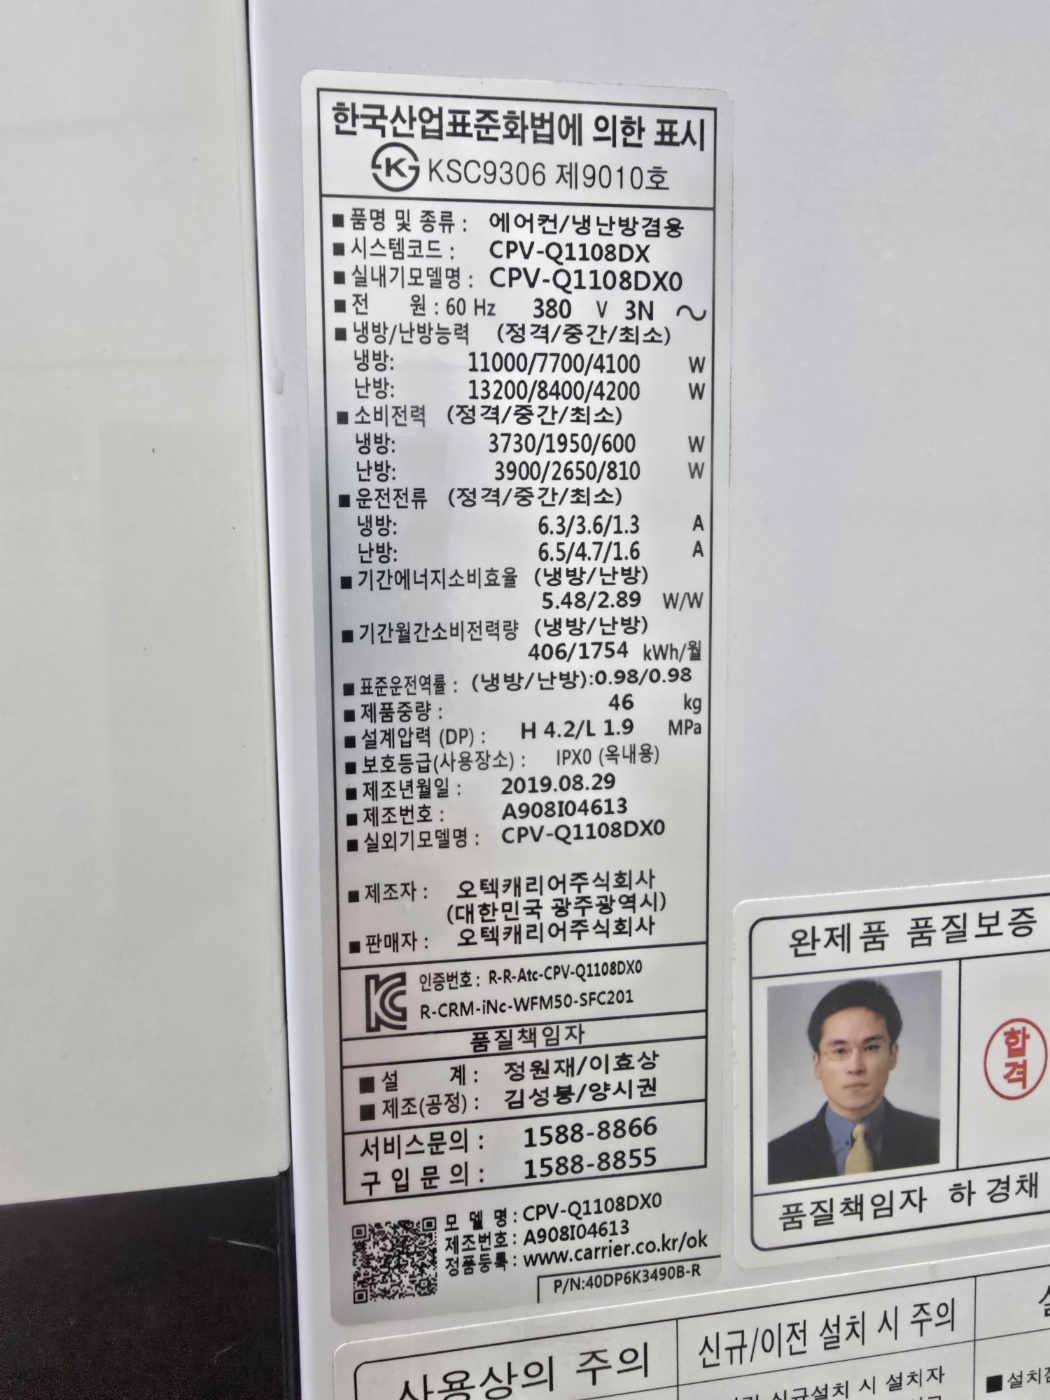 한국산업표준화법에 의한 표시
KSC9306 제9010호
■ 품명 및 종류 : 에어컨/냉난방겸용
■ 시스템코드 : CPV-Q1108DX
■ 실내기모델명 : CPV-Q1108DX0
■ 전 원 : 60 Hz 380 V 3N ～
■ 냉방/난방능력 (정격/중간/최소)
냉방: 11000/7700/4100 W
난방: 13200/8400/4200 W
■ 소비전력 (정격/중간/최소)
냉방: 3730/1950/600 W
난방: 3900/2650/810 W
■ 운전전류 (정격/중간/최소)
냉방: 6.3/3.6/1.3 A
난방: 6.5/4.7/1.6 A
■ 기간에너지소비효율 (냉방/난방)
5.48/2.89 W/W
■ 기간월간소비전력량 (냉방/난방)
406/1754 kWh/월
■ 표준운전역률 : (냉방/난방):0.98/0.98
■ 제품중량 : 46 kg
■ 설계압력 (DP) : H 4.2/L 1.9 MPa
■ 보호등급(사용장소) : IPX0 (옥내용)
■ 제조년월일 : 2019.08.29
■ 제조번호 : A908I04613
■ 실외기모델명 : CPV-Q1108DX0
■ 제조자 : 오텍캐리어주식회사
(대한민국 광주광역시)
■ 판매자 : 오텍캐리어주식회사
인증번호 : R-R-Atc-CPV-Q1108DX0
R-CRM-iNc-WFM50-SFC201
품질책임자
■ 설 계 : 정원재/이효상
■ 제조(공정) : 김성봉/양시권
서비스문의 : 1588-8866
구입문의 : 1588-8855
모델명 : CPV-Q1108DX0
제조번호 : A908I04613
정품등록 : www.carrier.co.kr/ok
P/N:40DP6K3490B-R
완제품 품질보증
합격
품질책임자 하경채
사용상의 주의
신규/이전 설치 시 주의
신규설치 시 설치자
■ 설치